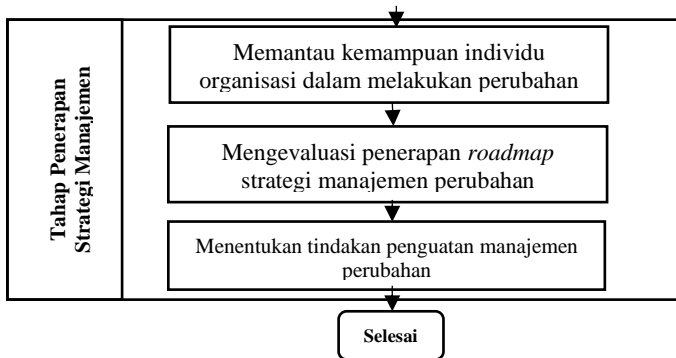 Tahap Penerapan
Strategi Manajemen
Memantau kemampuan individu
organisasi dalam melakukan perubahan
Mengevaluasi penerapan roadmap
strategi manajemen perubahan
Menentukan tindakan penguatan manajemen
perubahan
Selesai